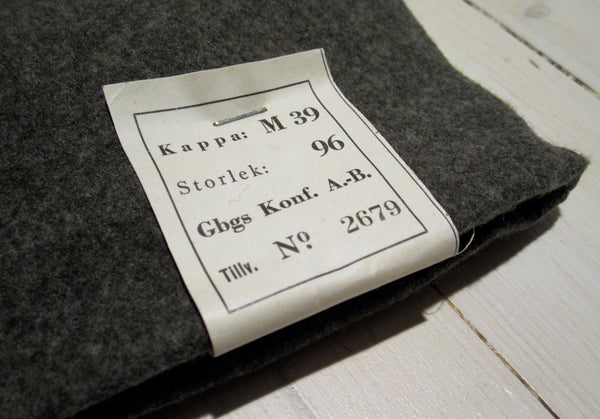 Kappa: M 39
Storlek: 96
Gbgs Konf. A.-B.
Tillv. Nº 2679